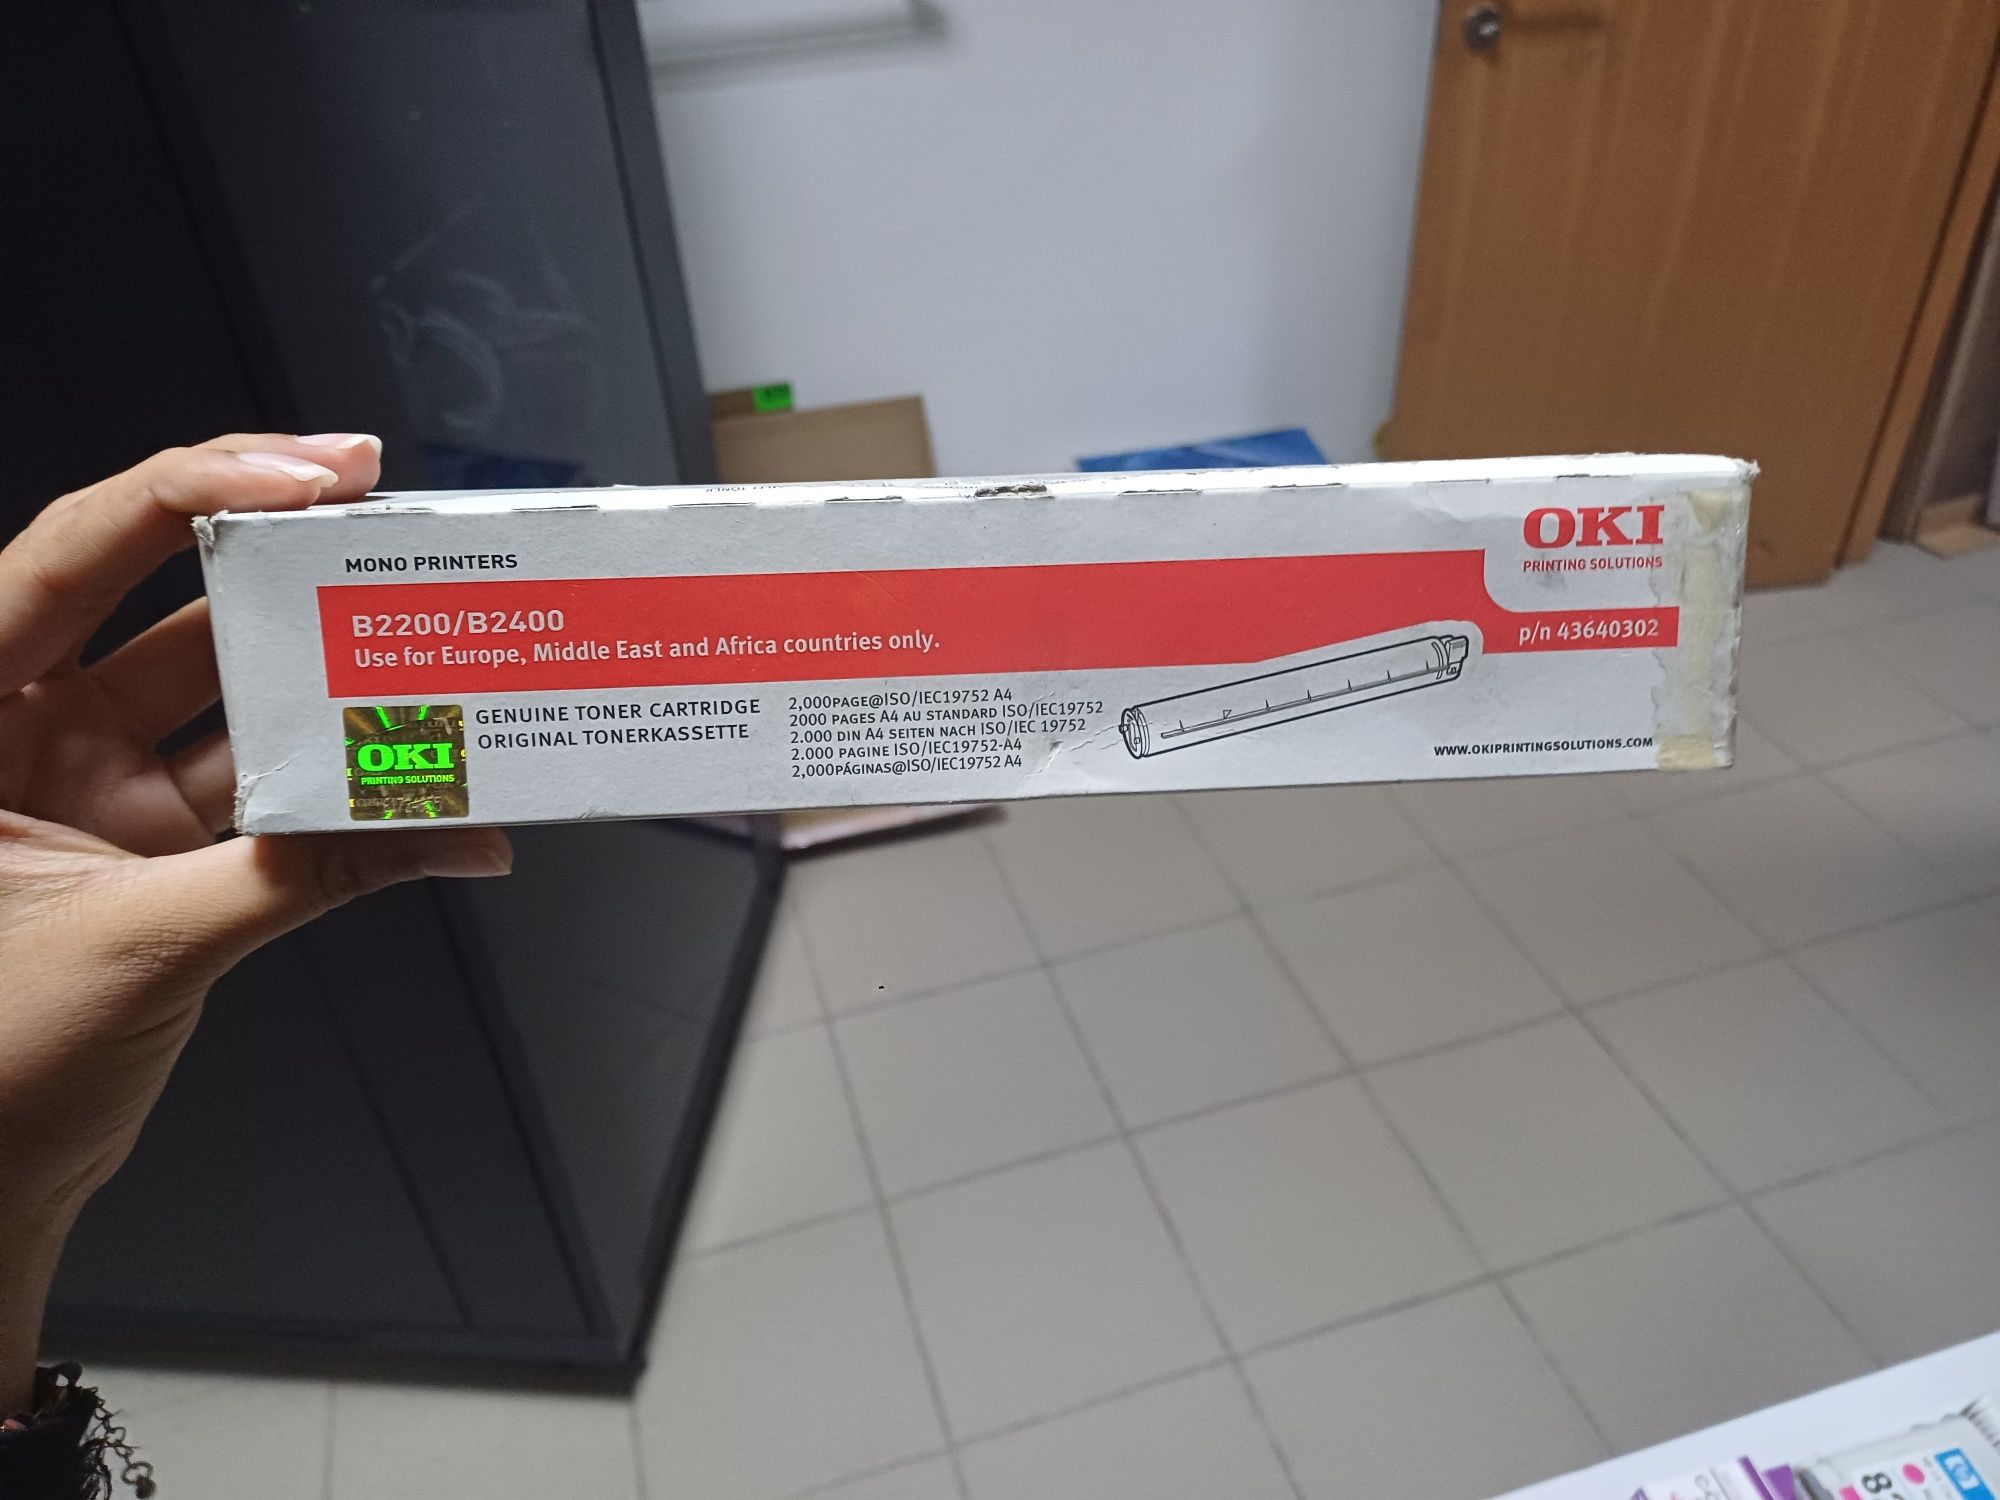 MONO PRINTERS
OKI
PRINTING SOLUTIONS
B2200/B2400
Use for Europe, Middle East and Africa countries only.
p/n 43640302
GENUINE TONER CARTRIDGE
ORIGINAL TONERKASSETTE
2,000PAGE@ISO/IEC19752 A4
2000 PAGES A4 AU STANDARD ISO/IEC19752
2.000 DIN A4 SEITEN NACH ISO/IEC 19752
2.000 PAGINE ISO/IEC19752-A4
2,000PÁGINAS@ISO/IEC19752 A4
WWW.OKIPRINTINGSOLUTIONS.COM
OKI
PRINTING SOLUTIONS
hp